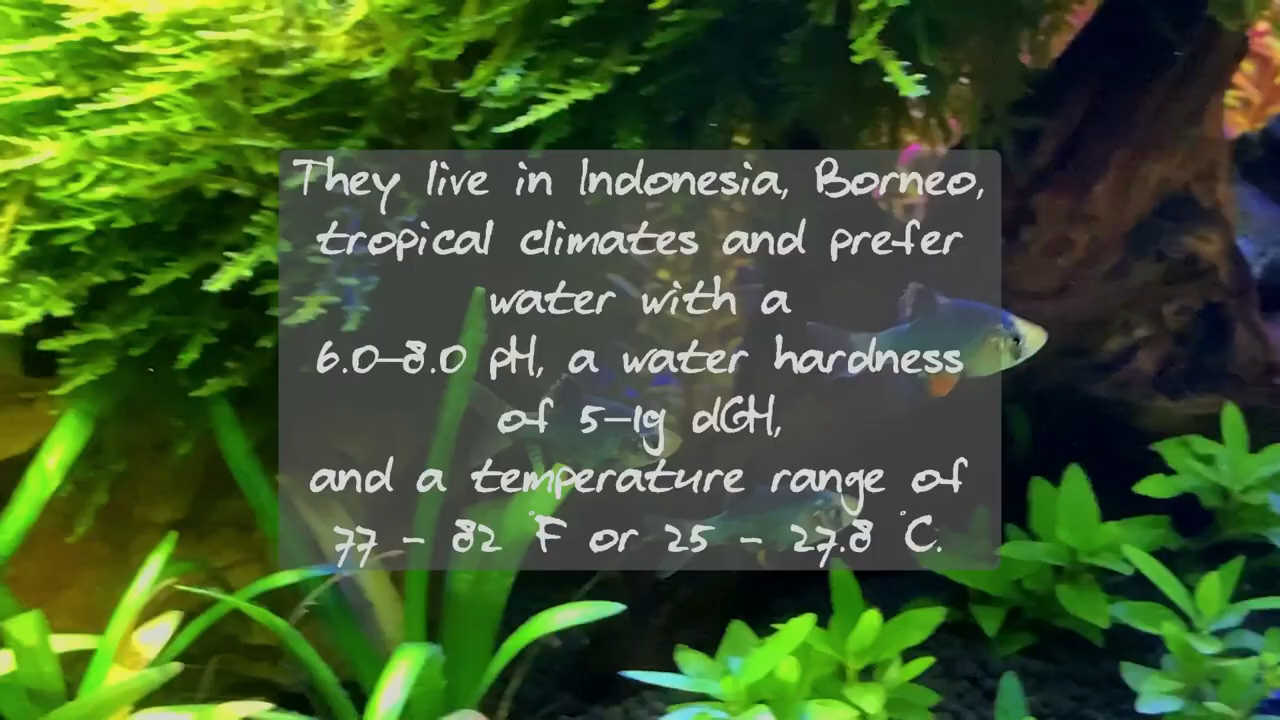 They live in Indonesia, Borneo,
tropical climates and prefer
water with a
6.0–8.0 pH, a water hardness
of 5–19 dGH,
and a temperature range of
77 – 82 °F or 25 – 27.8 °C.